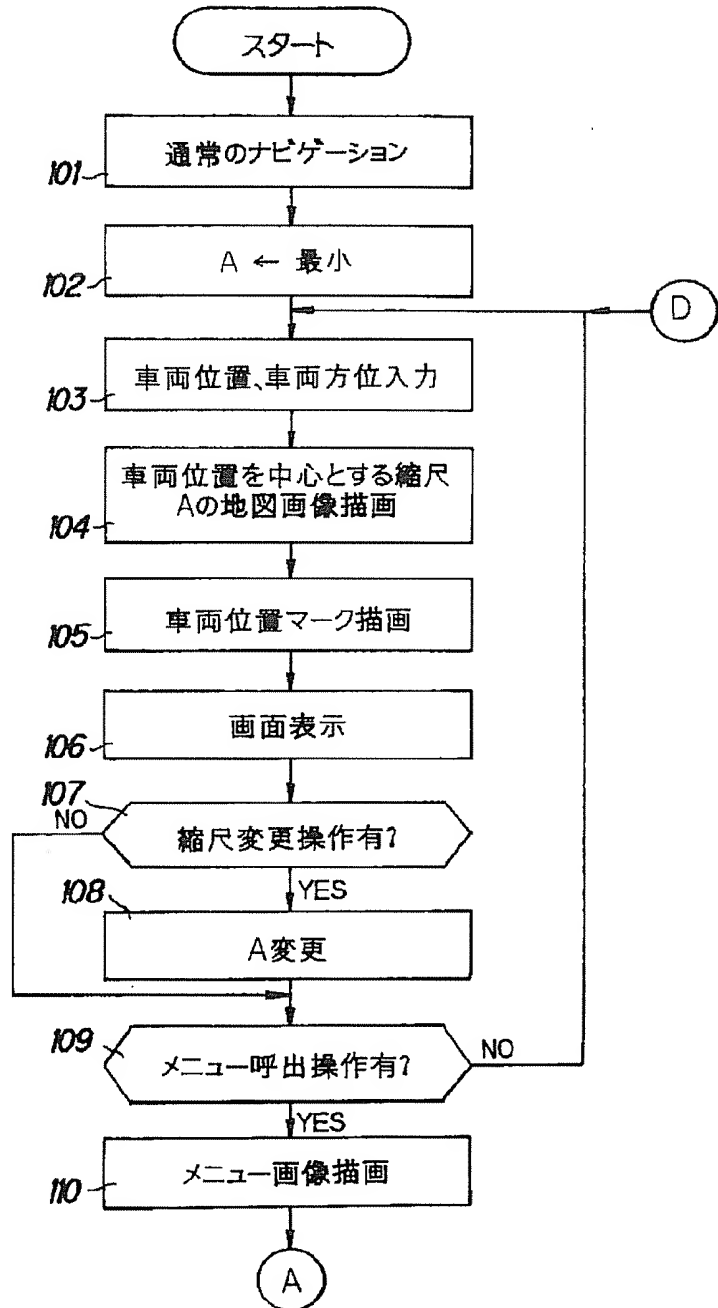 スタート
通常のナビゲーション
101
A ← 最小
102
D
車両位置、車両方位入力
103
車両位置を中心とする縮尺
Aの地図画像描画
104
車両位置マーク描画
105
画面表示
106
107
NO
縮尺変更操作有?
YES
108
A変更
109
メニュー呼出操作有?
NO
YES
メニュー画像描画
110
A